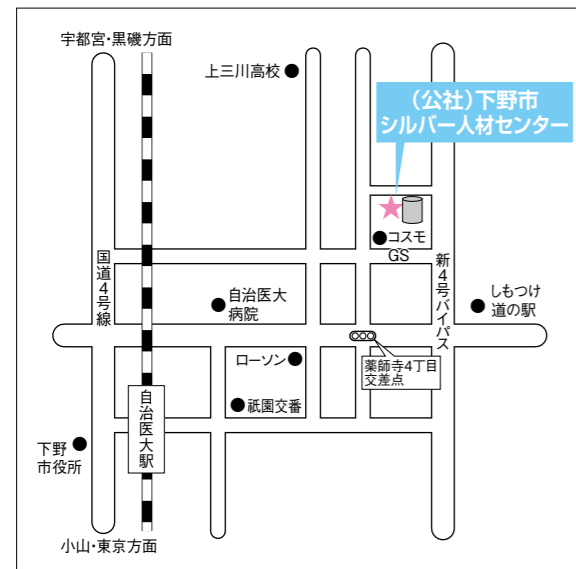 宇都宮・黒磯方面
上三川高校
（公社）下野市
シルバー人材センター
コスモ
GS
国道4号線
新4号バイパス
自治医大
病院
しもつけ
道の駅
ローソン
薬師寺4丁目
交差点
祇園交番
自治医大駅
下野
市役所
小山・東京方面